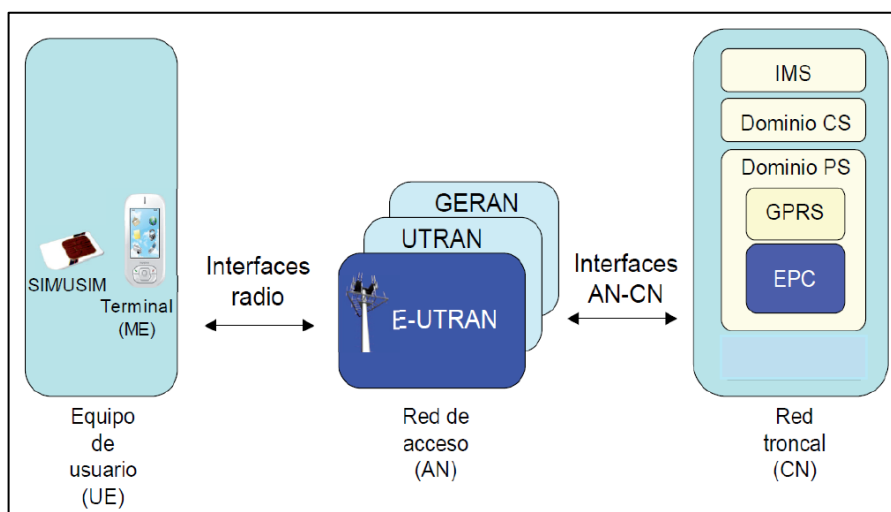 SIM/USIM
Terminal
(ME)
Equipo
de
usuario
(UE)
Interfaces
radio
GERAN
UTRAN
E-UTRAN
Red de
acceso
(AN)
Interfaces
AN-CN
IMS
Dominio CS
Dominio PS
GPRS
EPC
Red
troncal
(CN)